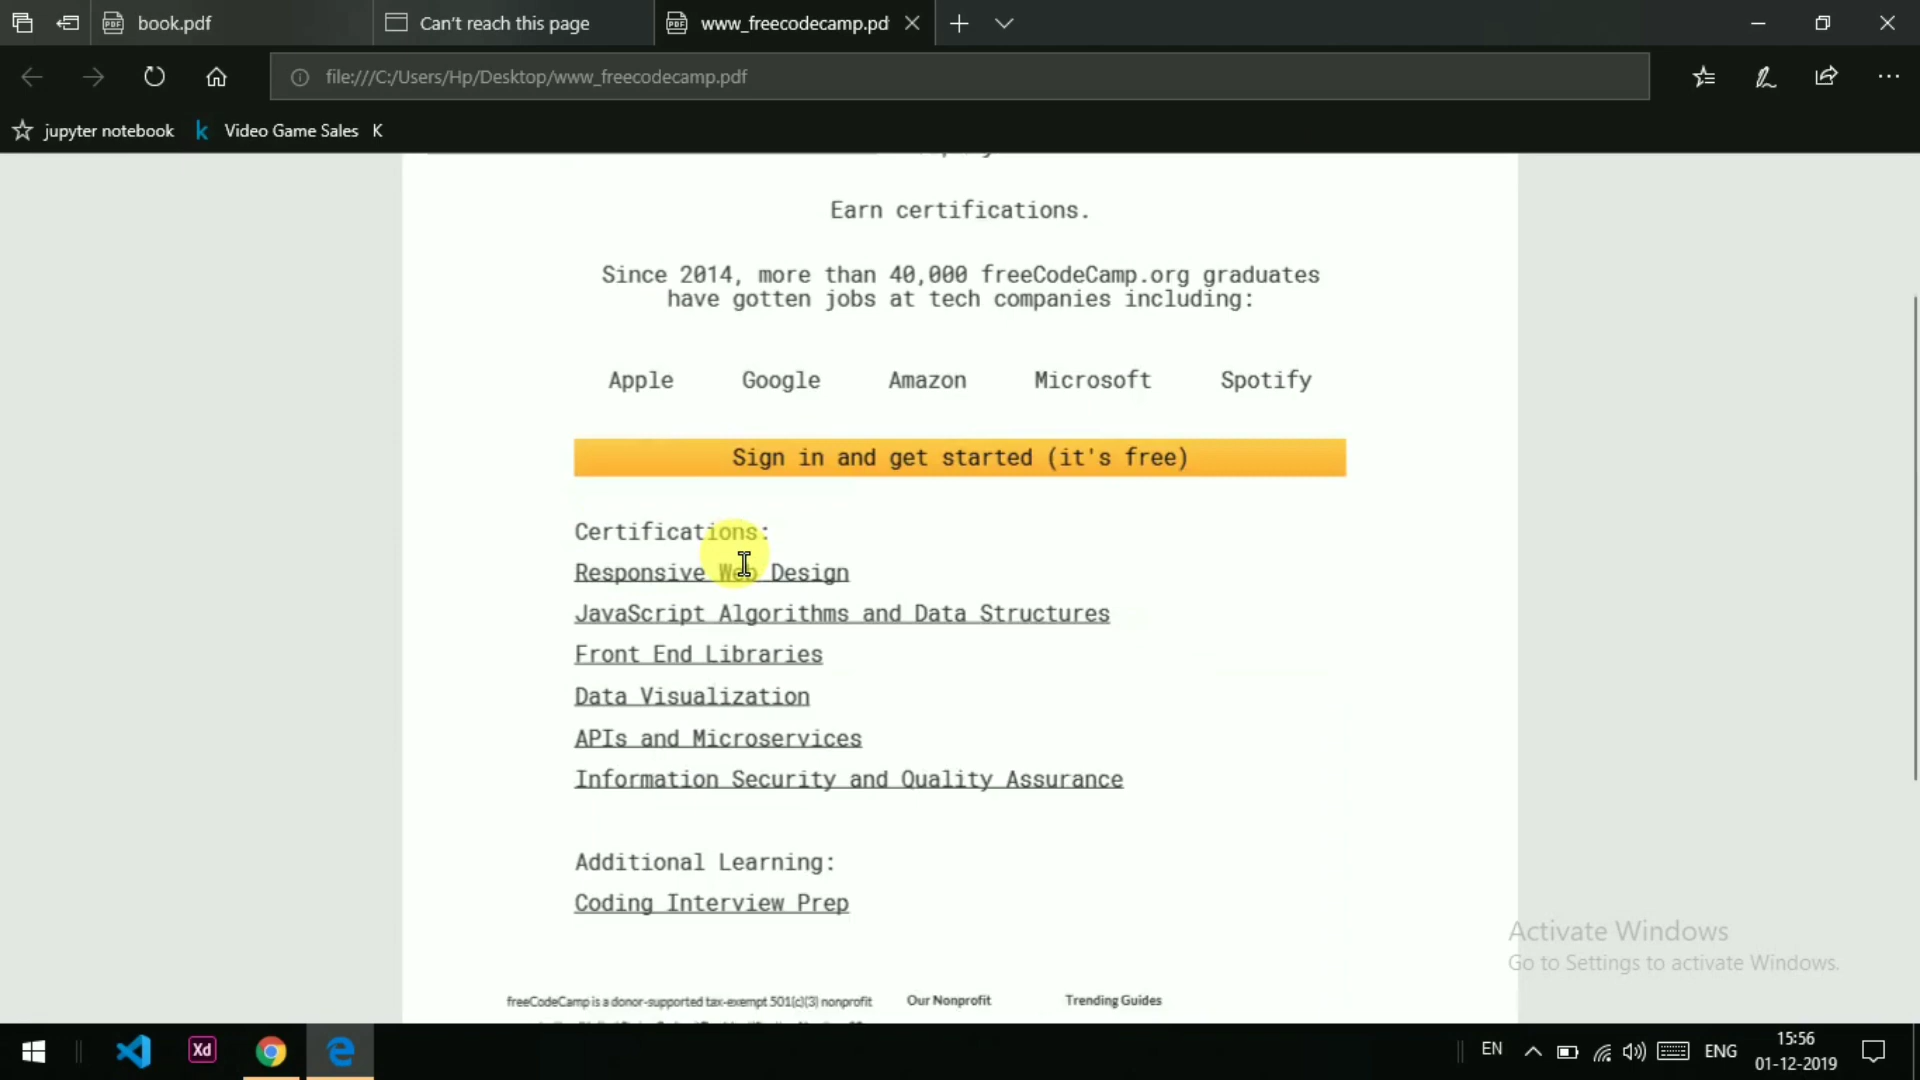 book.pdf
Can't reach this page
www_freecodecamp.pd
file:///C:/Users/Hp/Desktop/www_freecodecamp.pdf
jupyter notebook
k Video Game Sales K
Earn certifications.
Since 2014, more than 40,000 freeCodeCamp.org graduates
have gotten jobs at tech companies including:
Apple Google Amazon Microsoft Spotify
Sign in and get started (it's free)
Certifications:
Responsive Web Design
JavaScript Algorithms and Data Structures
Front End Libraries
Data Visualization
APIs and Microservices
Information Security and Quality Assurance
Additional Learning:
Coding Interview Prep
Activate Windows
Go to Settings to activate Windows.
freeCodeCamp is a donor-supported tax-exempt 501(c)(3) nonprofit Our Nonprofit Trending Guides
Xd
EN
ENG
15:56
01-12-2019